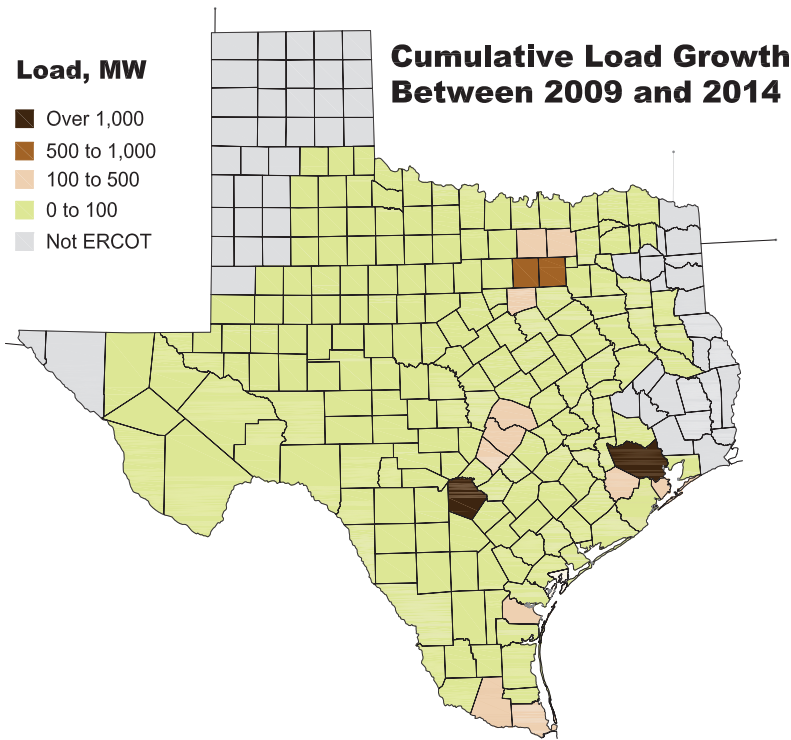 Cumulative Load Growth
Between 2009 and 2014
Load, MW
Over 1,000
500 to 1,000
100 to 500
0 to 100
Not ERCOT